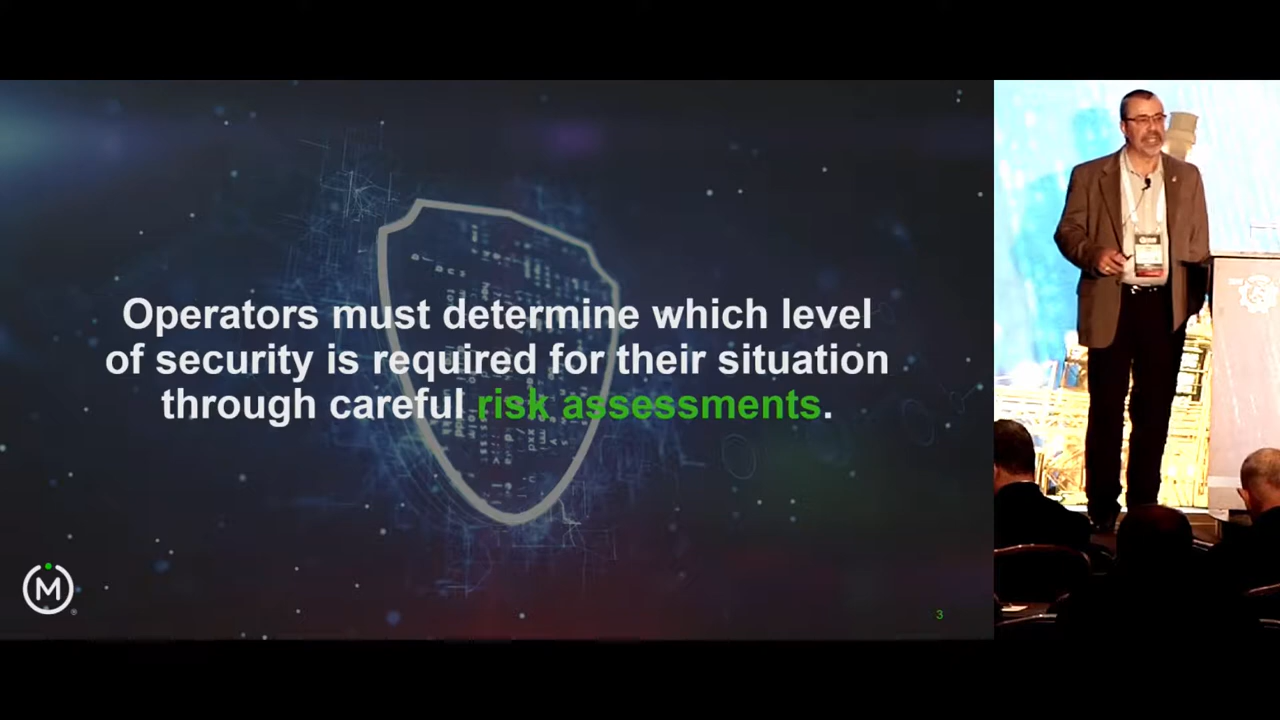 Operators must determine which level
of security is required for their situation
through careful risk assessments.
M
3